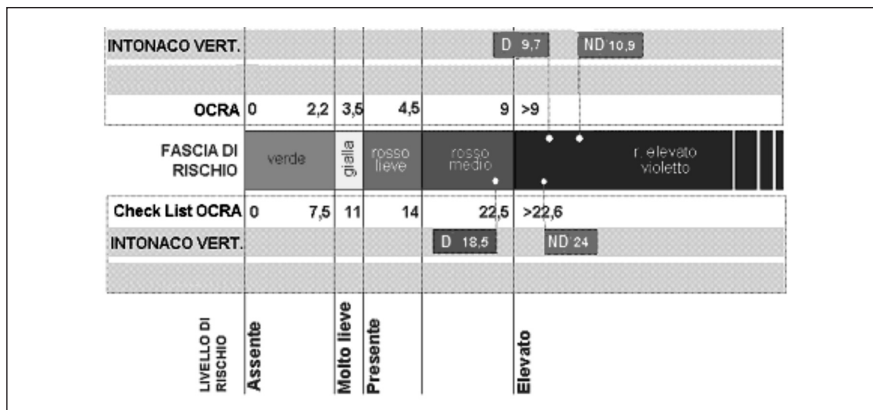 INTONACO VERT. D 9,7 ND 10,9
OCRA 0 2,2 3,5 4,5 9 >9
FASCIA DI RISCHIO verde gialla rosso lieve rosso medio r. elevato violetto
Check List OCRA 0 7,5 11 14 22,5 >22,6
INTONACO VERT. D 18,5 ND 24
LIVELLO DI RISCHIO
Assente
Molto lieve
Presente
Elevato